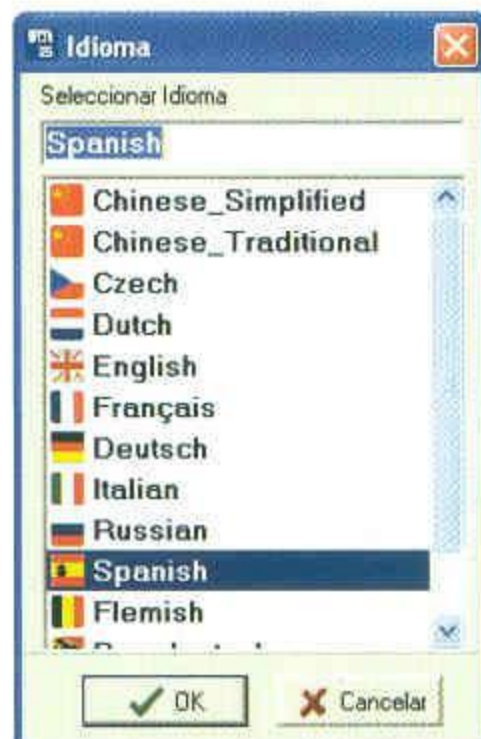 Idioma
Seleccionar Idioma
Spanish
Chinese_Simplified
Chinese_Traditional
Czech
Dutch
English
Français
Deutsch
Italian
Russian
Spanish
Flemish
OK
Cancelar